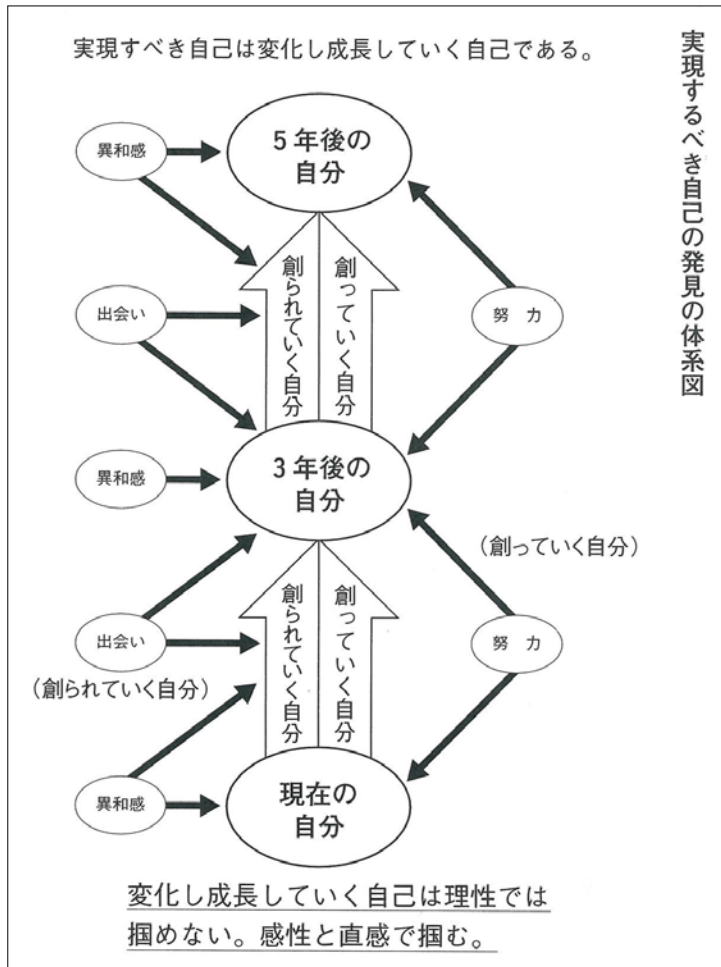 実現すべき自己は変化し成長していく自己である。
実現するべき自己の発見の体系図
5年後の
自分
異和感
創られていく自分
創っていく自分
出会い
努　力
3年後の
自分
異和感
(創っていく自分)
創られていく自分
創っていく自分
出会い
努　力
(創られていく自分)
現在の
自分
異和感
変化し成長していく自己は理性では
掴めない。感性と直感で掴む。